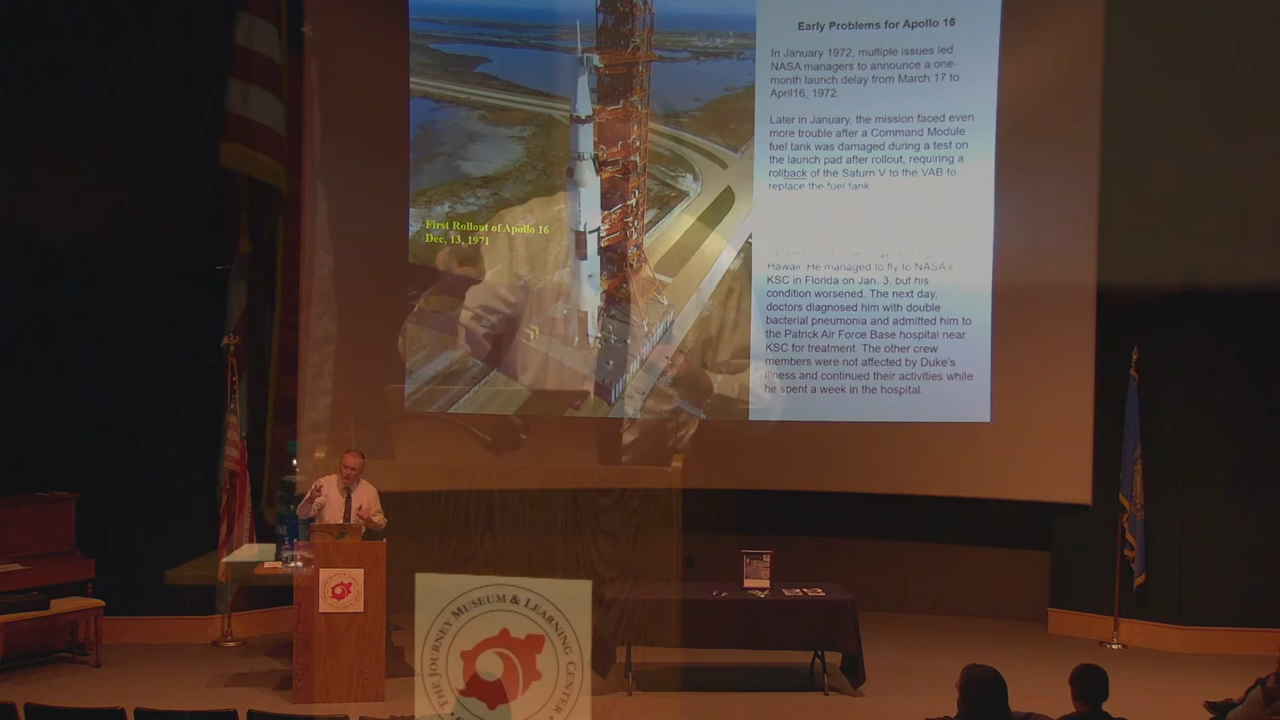 Early Problems for Apollo 16
In January 1972, multiple issues led
NASA managers to announce a one-
month launch delay from March 17 to
April16, 1972.
Later in January, the mission faced even
more trouble after a Command Module
fuel tank was damaged during a test on
the launch pad after rollout, requiring a
rollback of the Saturn V to the VAB to
replace the fuel tank
Hawaii. He managed to fly to NASA's
KSC in Florida on Jan. 3, but his
condition worsened. The next day,
doctors diagnosed him with double
bacterial pneumonia and admitted him to
the Patrick Air Force Base hospital near
KSC for treatment. The other crew
members were not affected by Duke's
illness and continued their activities while
he spent a week in the hospital.
First Rollout of Apollo 16
Dec, 13, 1971
THE JOURNEY MUSEUM & LEARNING CENTER